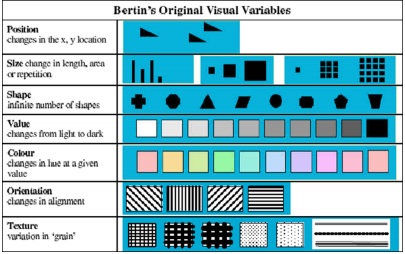 Bertin's Original Visual Variables
Position
changes in the x, y location
Size change in length, area
or repetition
Shape
infinite number of shapes
Value
changes from light to dark
Colour
changes in hue at a given
value
Orientation
changes in alignment
Texture
variation in 'grain'